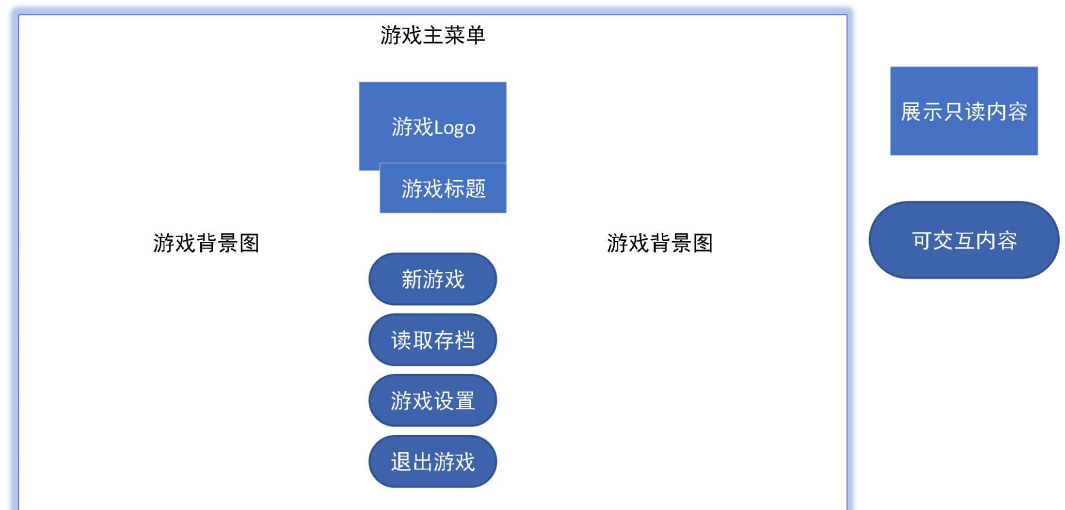 游戏主菜单
游戏Logo
游戏标题
游戏背景图
游戏背景图
新游戏
读取存档
游戏设置
退出游戏
展示只读内容
可交互内容